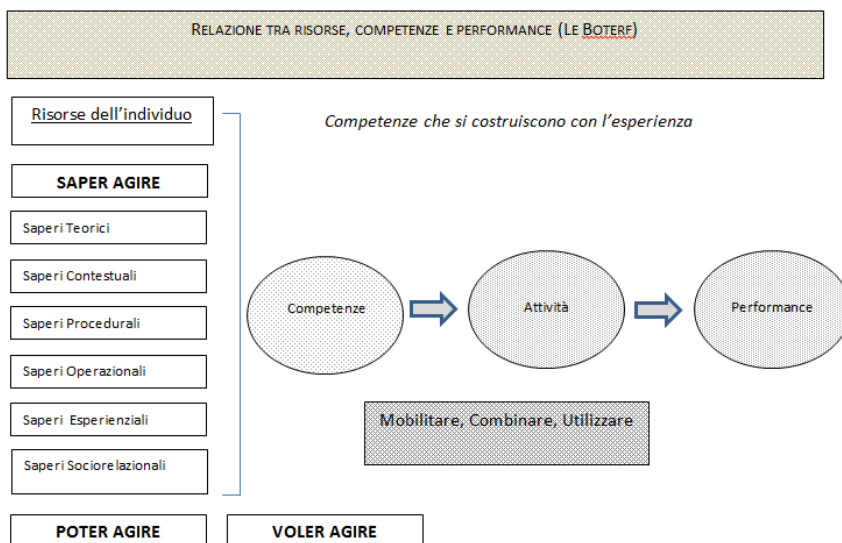 RELAZIONE TRA RISORSE, COMPETENZE E PERFORMANCE (LE BOTERF)
Risorse dell'individuo
Competenze che si costruiscono con l'esperienza
SAPER AGIRE
Saperi Teorici
Saperi Contestuali
Saperi Procedurali
Saperi Operazionali
Saperi Esperienziali
Saperi Sociorelazionali
Competenze
Attività
Performance
Mobilitare, Combinare, Utilizzare
POTER AGIRE
VOLER AGIRE